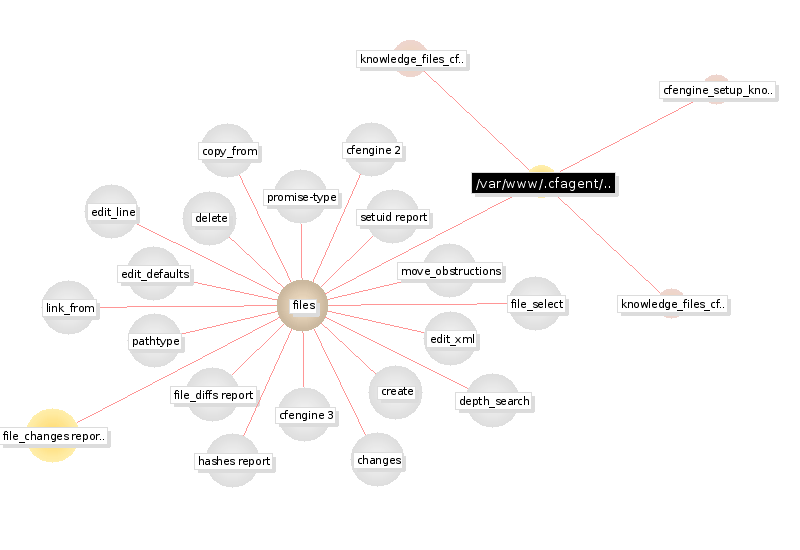 knowledge_files_cf..
cfengine_setup_kno..
copy_from
cfengine 2
/var/www/.cfagent/..
promise-type
edit_line
delete
setuid report
edit_defaults
move_obstructions
link_from
files
file_select
knowledge_files_cf..
pathtype
edit_xml
file_diffs report
create
depth_search
cfengine 3
file_changes repor..
hashes report
changes